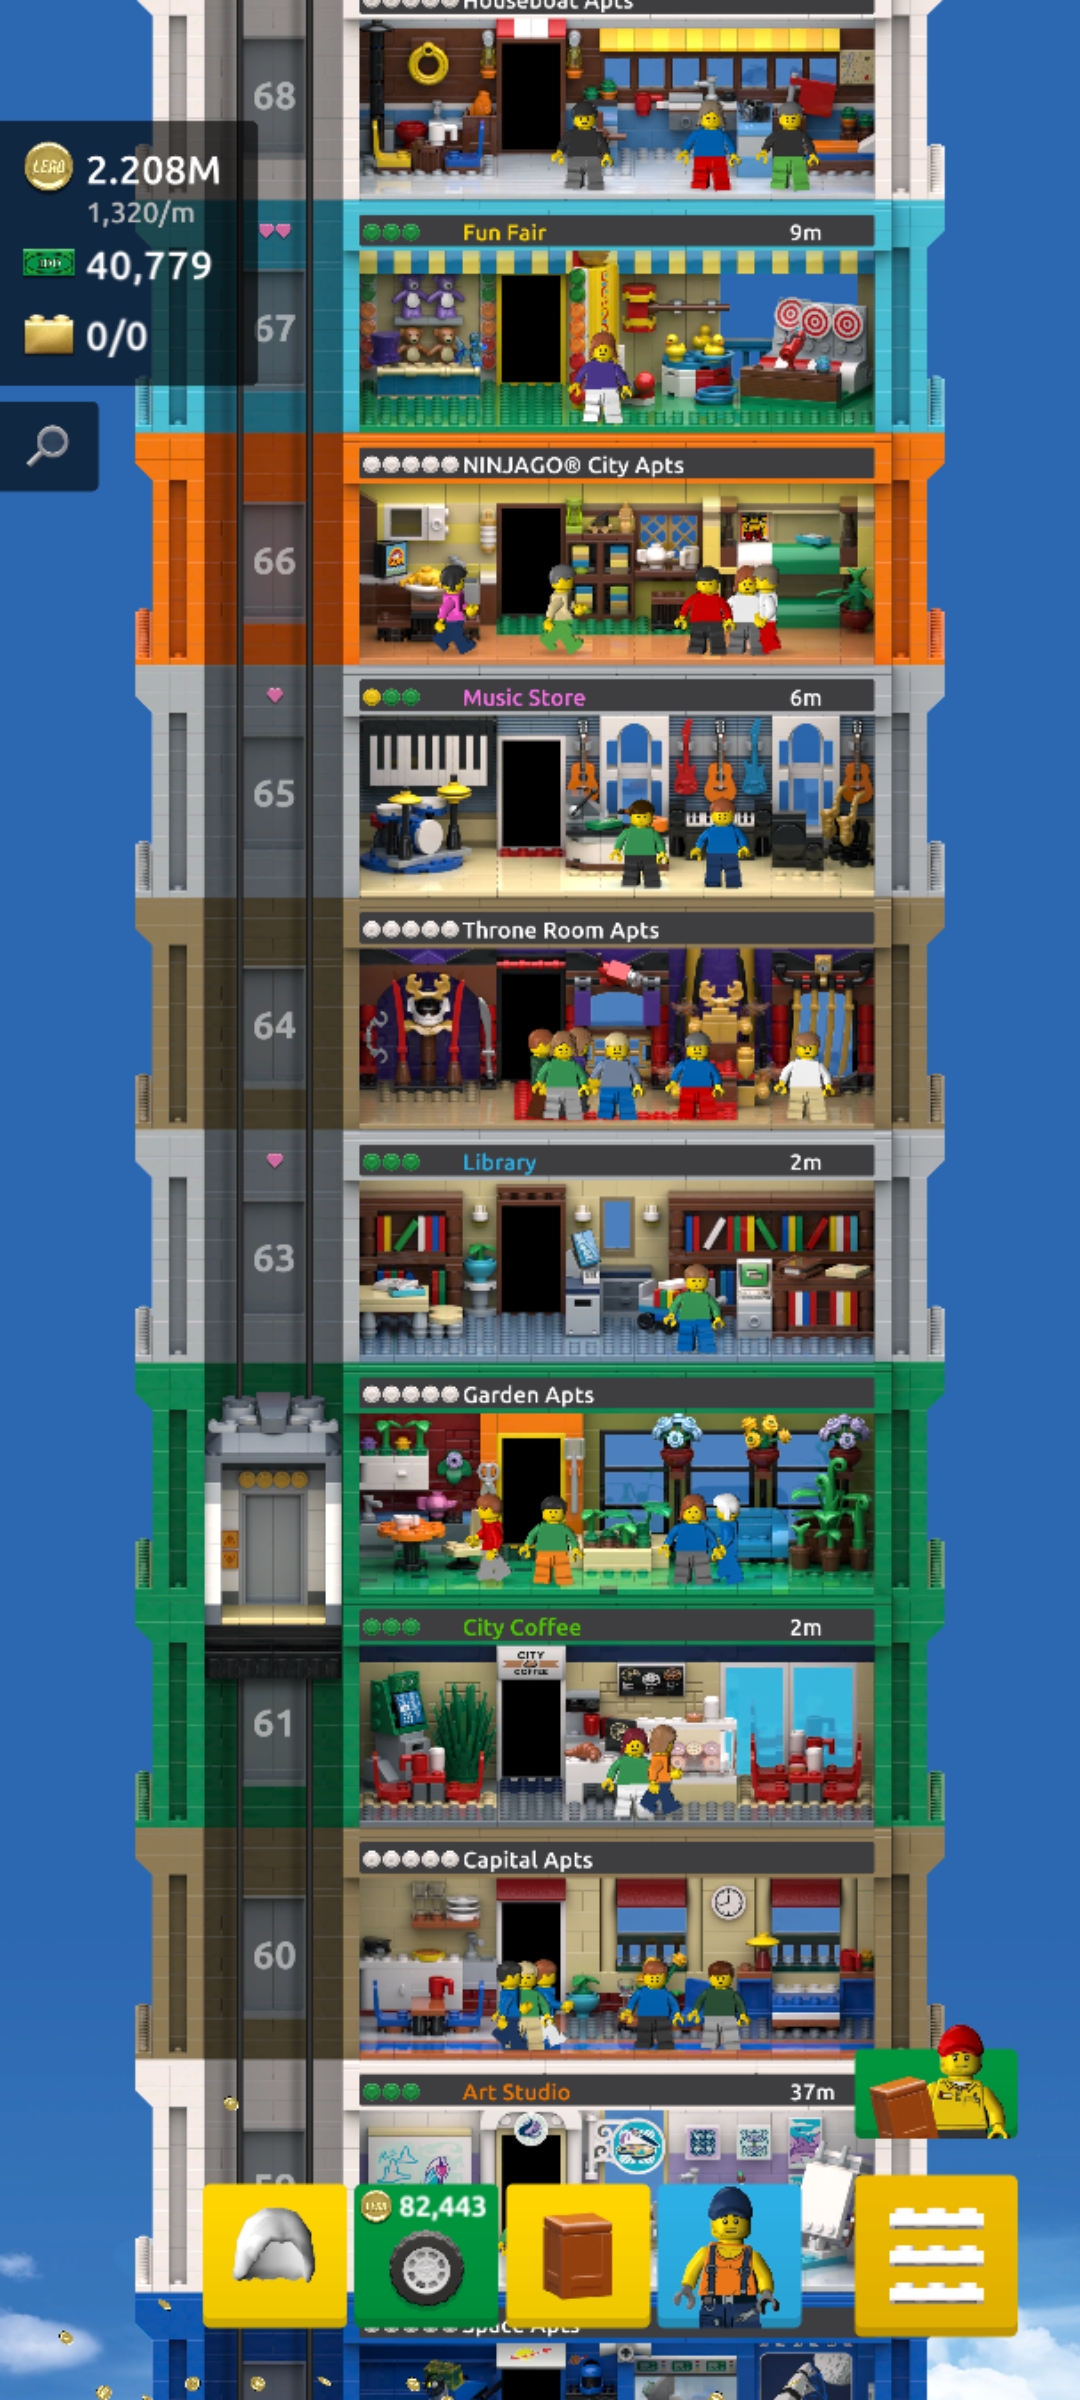 Houseboat Apts
68
LEGO
2.208M
1,320/m
40,779
0/0
Fun Fair 9m
67
NINJAGO® City Apts
66
Music Store 6m
65
Throne Room Apts
64
Library 2m
63
Garden Apts
City Coffee 2m
CITY
COFFEE
61
Capital Apts
60
Art Studio 37m
59
82,443
Space Apts